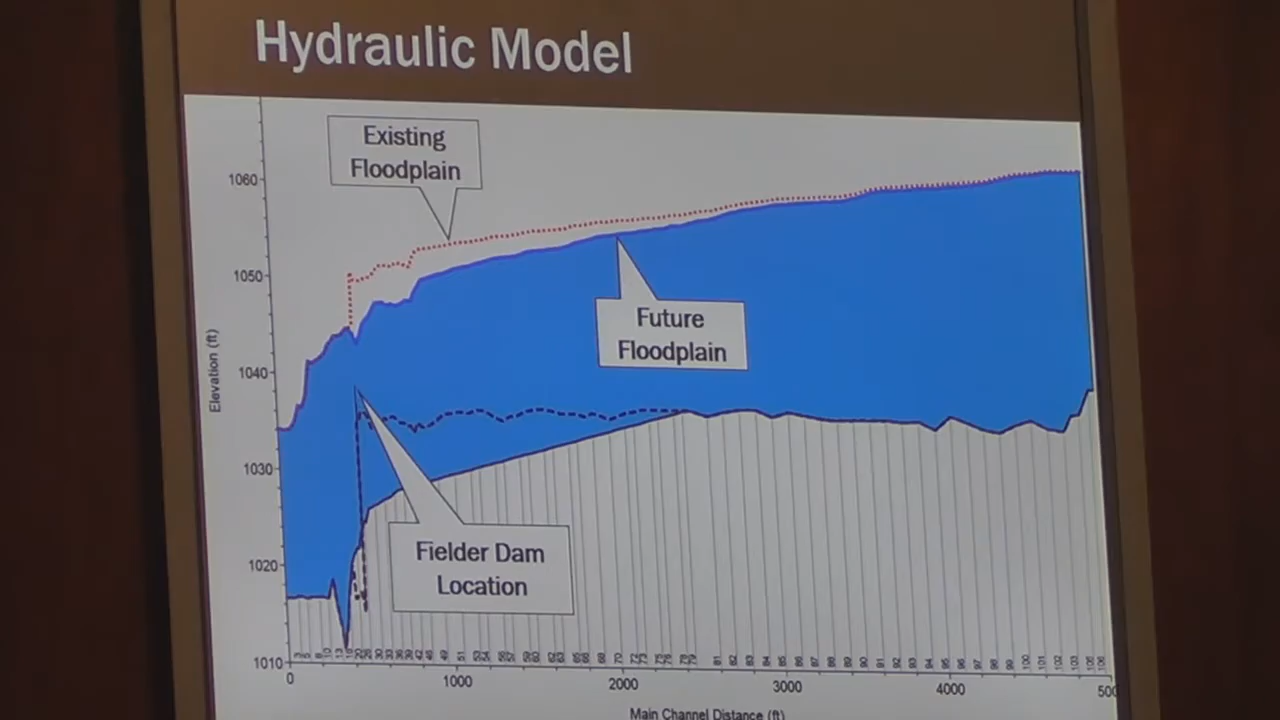 Hydraulic Model
Existing
Floodplain
1060
1050
Future
Floodplain
Elevation (ft)
1040
1030
Fielder Dam
Location
1020
1010
0
1000
2000
3000
4000
Main Channel Distance (ft)